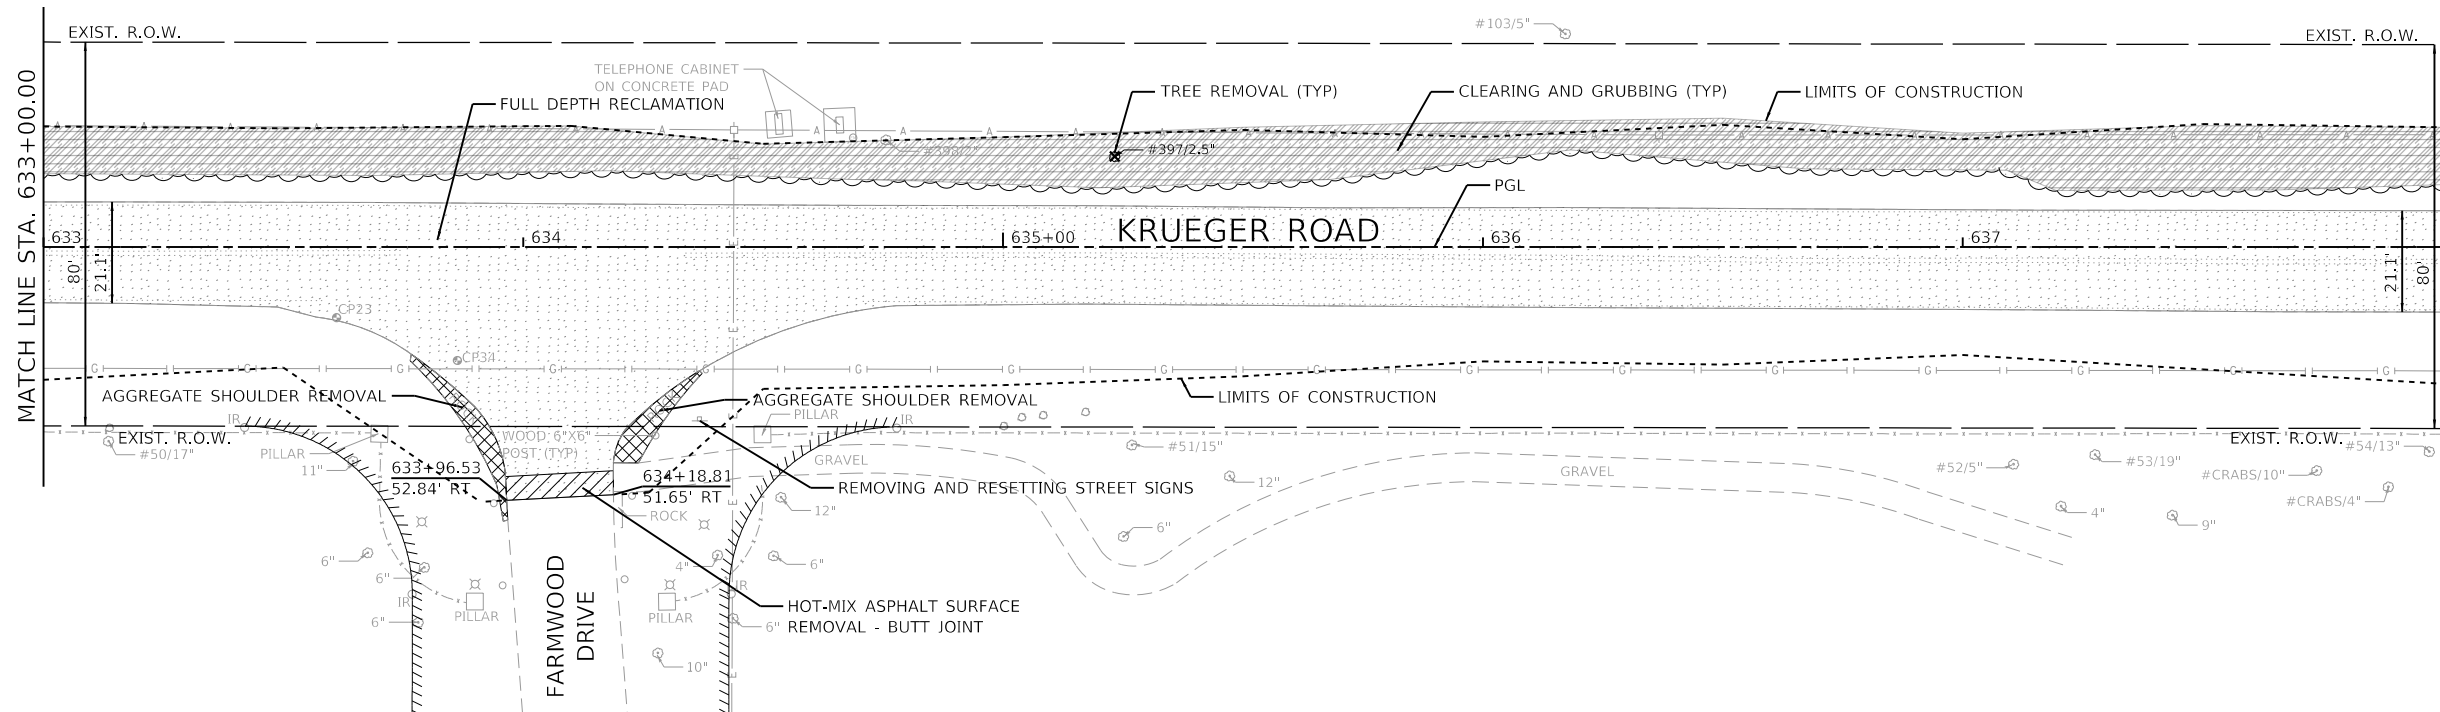 #103/5"
EXIST. R.O.W.
EXIST. R.O.W.
TELEPHONE CABINET
ON CONCRETE PAD
FULL DEPTH RECLAMATION
TREE REMOVAL (TYP)
CLEARING AND GRUBBING (TYP)
LIMITS OF CONSTRUCTION
A A A A A A A A A A A A A A A
#398/2"
#397/2.5"
PGL
MATCH LINE STA. 633+00.00
633
634
635+00
KRUEGER ROAD
636
637
80'
21.1'
21.1'
80'
CP23
CP34
G G G G G G G G G G G G G G G G
E E E E E
AGGREGATE SHOULDER REMOVAL
AGGREGATE SHOULDER REMOVAL
LIMITS OF CONSTRUCTION
IR
PILLAR
IR
EXIST. R.O.W.
WOOD 6"X6"
POST (TYP)
EXIST. R.O.W.
#50/17"
PILLAR
11"
#51/15"
#54/13"
GRAVEL
GRAVEL
#52/5"
#53/19"
#CRABS/10"
#CRABS/4"
633+96.53
52.84' RT
634+18.81
51.65' RT
REMOVING AND RESETTING STREET SIGNS
12"
12"
ROCK
6"
4"
9"
6"
6"
4"
6"
IR
IR
PILLAR
PILLAR
6"
6"
HOT-MIX ASPHALT SURFACE
REMOVAL - BUTT JOINT
FARMWOOD
DRIVE
10"